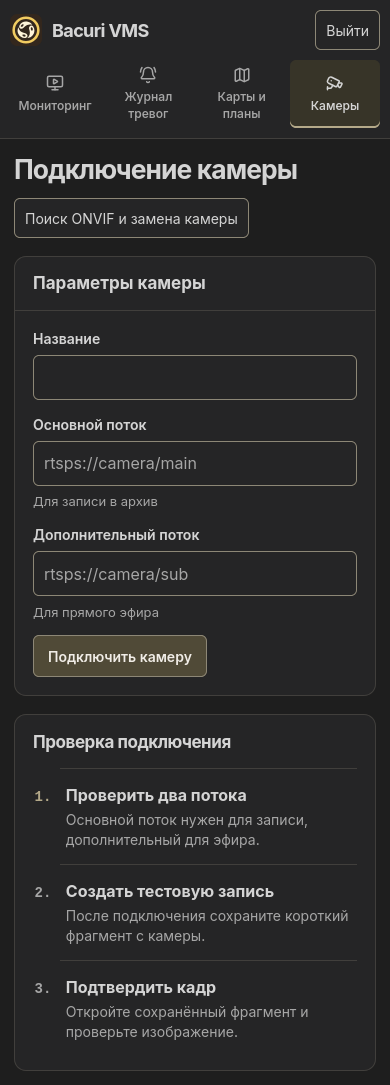 Bacuri VMS
Выйти
Мониторинг
Журнал
тревог
Карты и
планы
Камеры
Подключение камеры
Поиск ONVIF и замена камеры
Параметры камеры
Название
Основной поток
rtsps://camera/main
Для записи в архив
Дополнительный поток
rtsps://camera/sub
Для прямого эфира
Подключить камеру
Проверка подключения
1. Проверить два потока
Основной поток нужен для записи,
дополнительный для эфира.
2. Создать тестовую запись
После подключения сохраните короткий
фрагмент с камеры.
3. Подтвердить кадр
Откройте сохранённый фрагмент и
проверьте изображение.